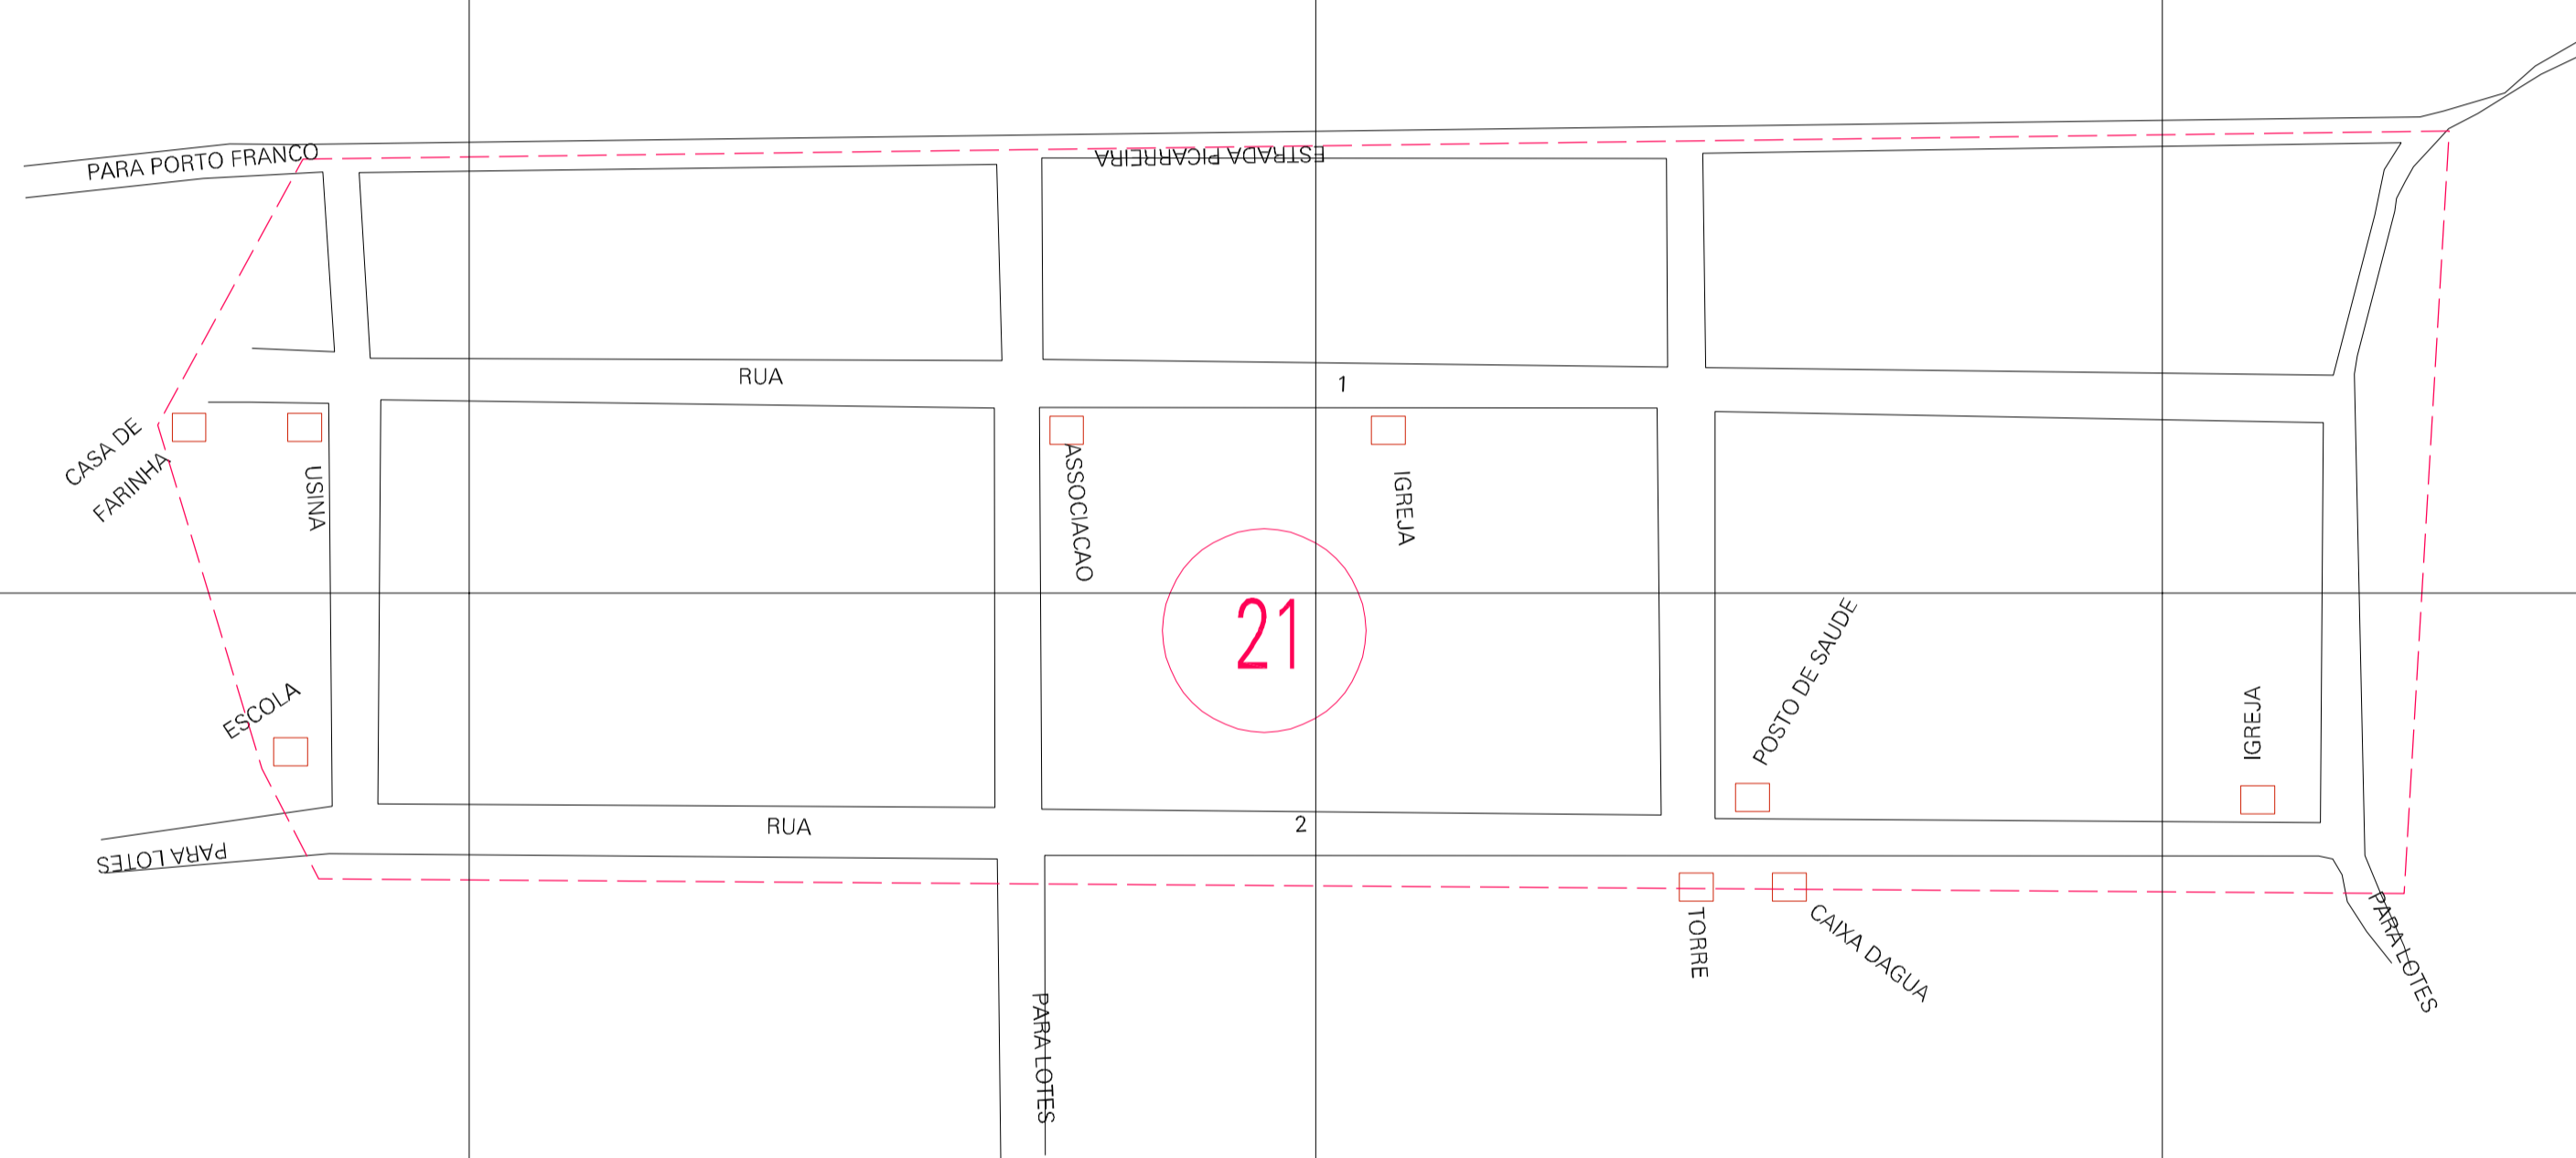 PARA PORTO FRANCO
ESTRADA PICARREIRA
RUA
1
CASA DE
FARINHA
USINA
ASSOCIACAO
IGREJA
21
POSTO DE SAUDE
ESCOLA
IGREJA
RUA
2
PARA LOTES
TORRE
CAIXA DAGUA
PARA LOTES
PARA LOTES